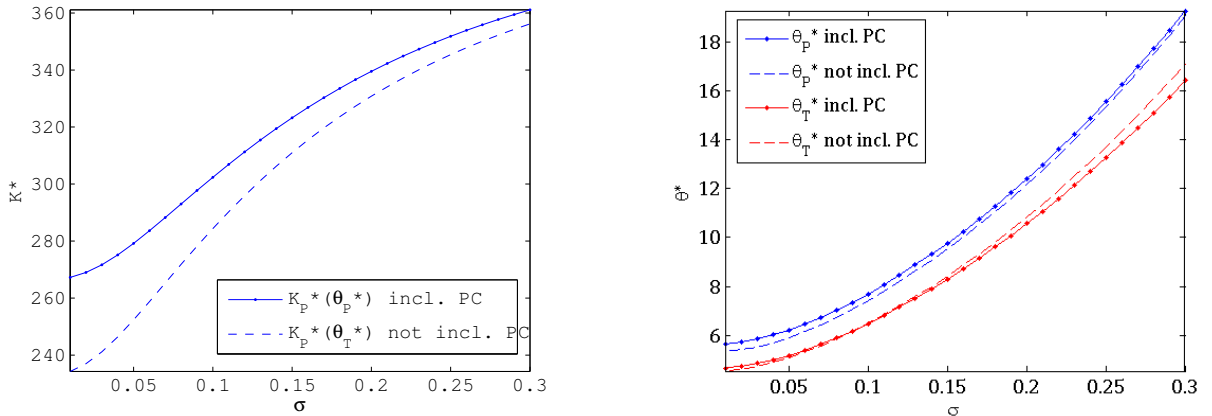 360
340
320
300
280
260
240
K*
K_P*(θ_P*) incl. PC
K_P*(θ_T*) not incl. PC
0.05 0.1 0.15 0.2 0.25 0.3
σ
18
16
14
12
10
8
6
θ*
θ_P* incl. PC
θ_P* not incl. PC
θ_T* incl. PC
θ_T* not incl. PC
0.05 0.1 0.15 0.2 0.25 0.3
σ